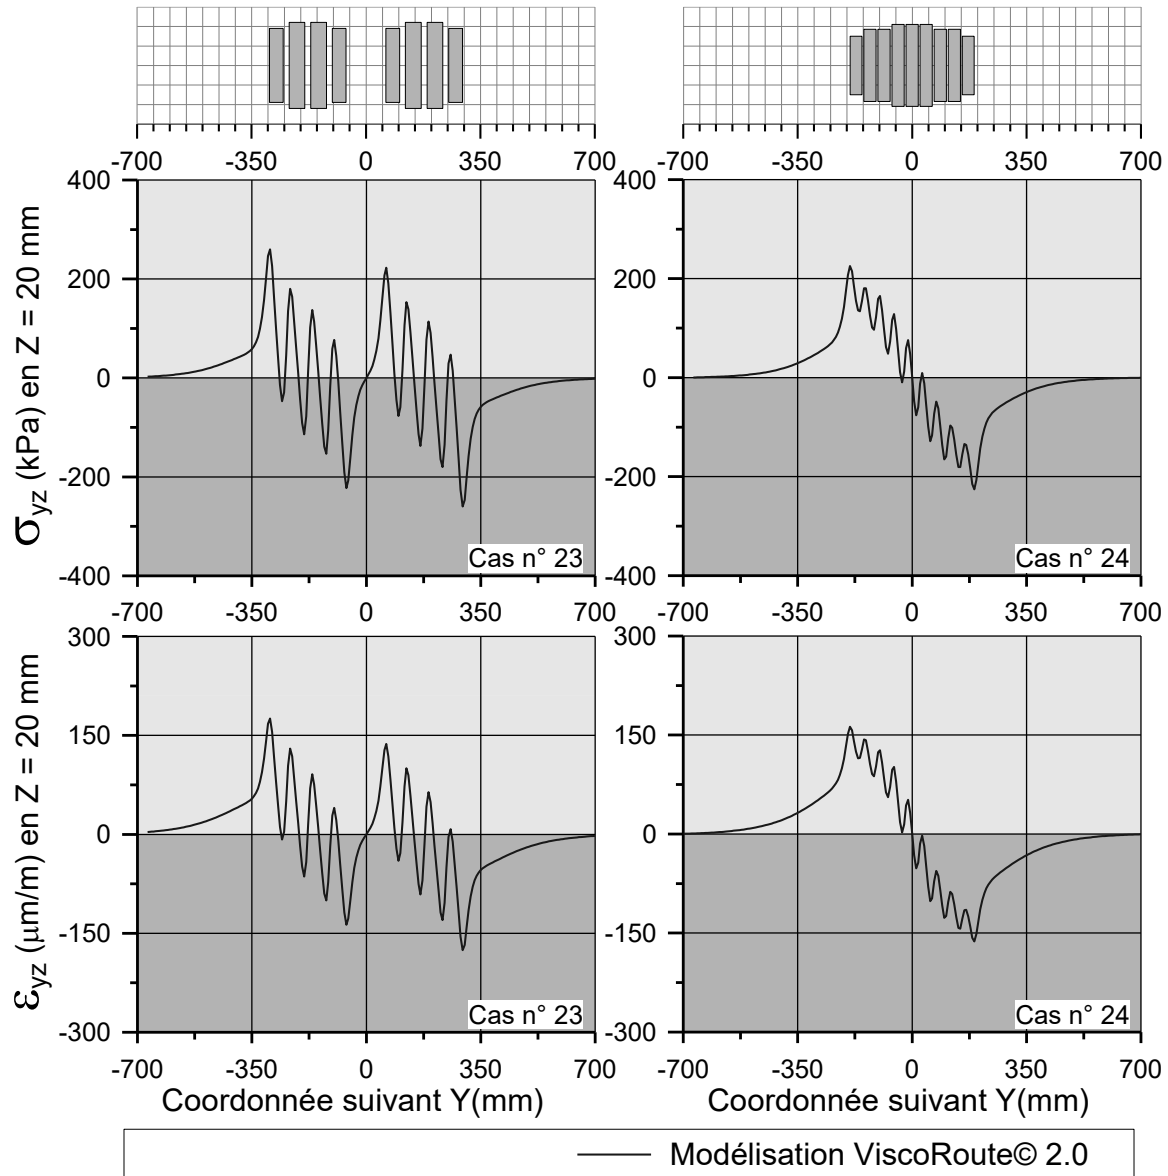 -700 -350 0 350 700
-700 -350 0 350 700
σyz (kPa) en Z = 20 mm
400
200
0
-200
-400
Cas n° 23
400
200
0
-200
-400
Cas n° 24
-700 -350 0 350 700
-700 -350 0 350 700
εyz (μm/m) en Z = 20 mm
300
150
0
-150
-300
Cas n° 23
300
150
0
-150
-300
Cas n° 24
-700 -350 0 350 700
-700 -350 0 350 700
Coordonnée suivant Y(mm)
Coordonnée suivant Y(mm)
Modélisation ViscoRoute© 2.0